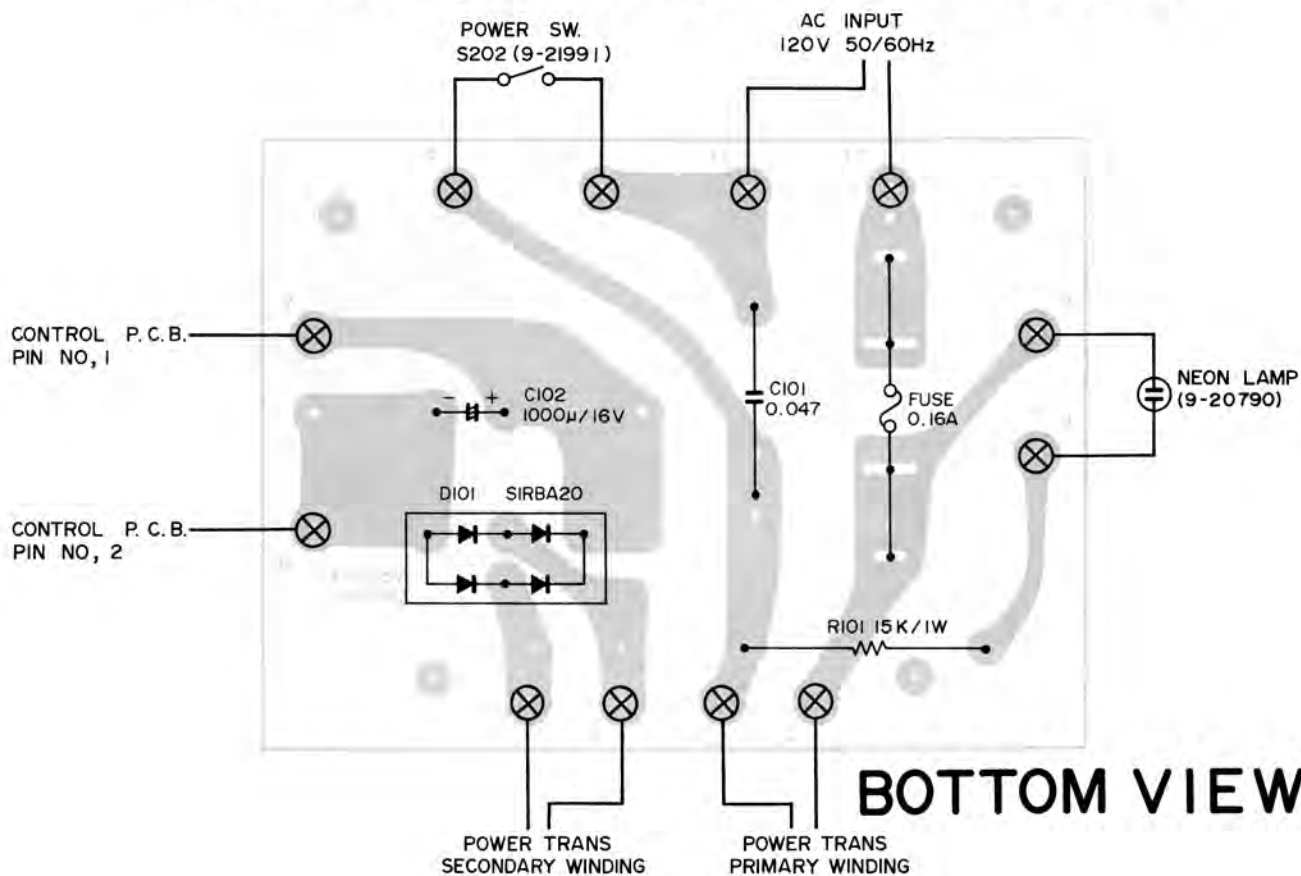 POWER SW.
S202 (9-21991)
AC INPUT
120V 50/60Hz
CONTROL P.C.B.
PIN NO, 1
C102
1000µ/16V
- +
C101
0.047
FUSE
0.16A
NEON LAMP
(9-20790)
D101 SIRBA20
CONTROL P.C.B.
PIN NO, 2
R101 15K/1W
BOTTOM VIEW
POWER TRANS
SECONDARY WINDING
POWER TRANS
PRIMARY WINDING